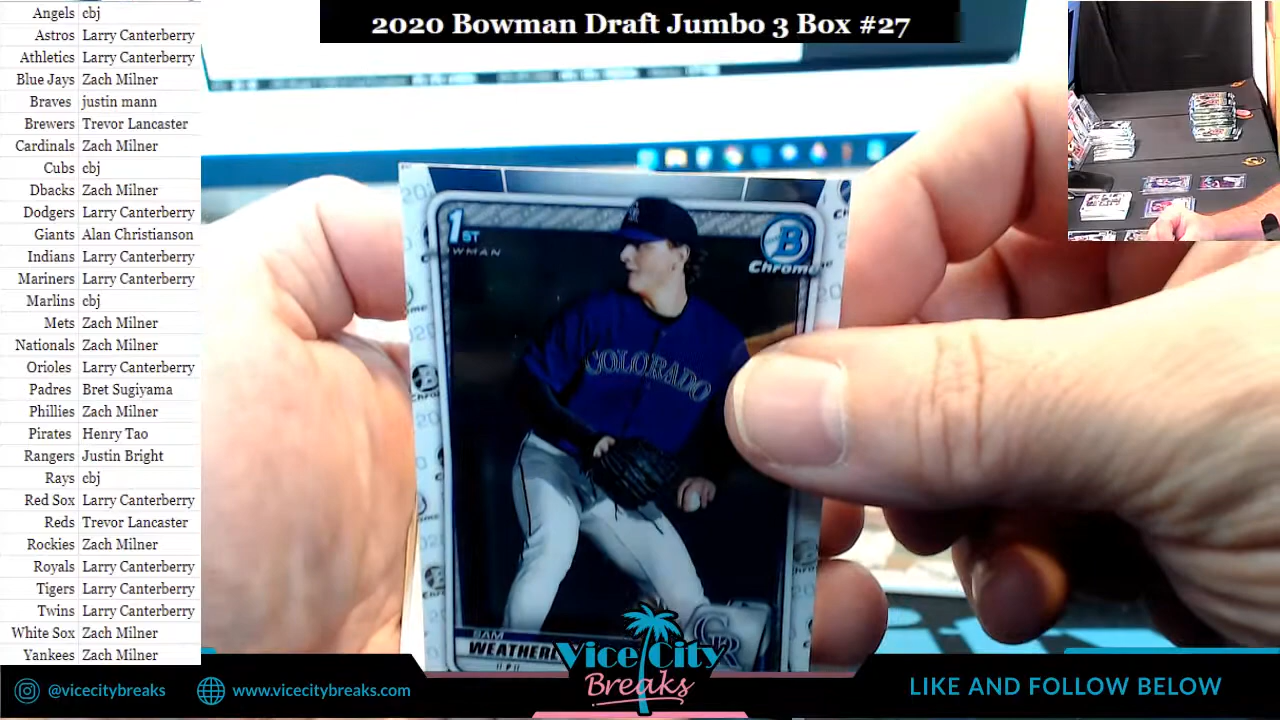 2020 Bowman Draft Jumbo 3 Box #27
Angels cbj
Astros Larry Canterberry
Athletics Larry Canterberry
Blue Jays Zach Milner
Braves justin mann
Brewers Trevor Lancaster
Cardinals Zach Milner
Cubs cbj
Dbacks Zach Milner
Dodgers Larry Canterberry
Giants Alan Christianson
Indians Larry Canterberry
Mariners Larry Canterberry
Marlins cbj
Mets Zach Milner
Nationals Zach Milner
Orioles Larry Canterberry
Padres Bret Sugiyama
Phillies Zach Milner
Pirates Henry Tao
Rangers Justin Bright
Rays cbj
Red Sox Larry Canterberry
Reds Trevor Lancaster
Rockies Zach Milner
Royals Larry Canterberry
Tigers Larry Canterberry
Twins Larry Canterberry
White Sox Zach Milner
Yankees Zach Milner
1ST
WMAN
B
Chrome
COLORADO
SAM
WEATHERL
CR
Vice City
Breaks
@vicecitybreaks
www.vicecitybreaks.com
LIKE AND FOLLOW BELOW